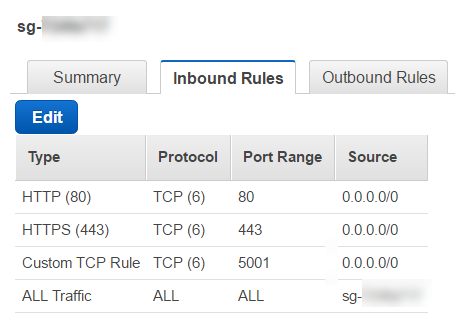 sg-
Summary Inbound Rules Outbound Rules
Edit
Type Protocol Port Range Source
HTTP (80) TCP (6) 80 0.0.0.0/0
HTTPS (443) TCP (6) 443 0.0.0.0/0
Custom TCP Rule TCP (6) 5001 0.0.0.0/0
ALL Traffic ALL ALL sg-